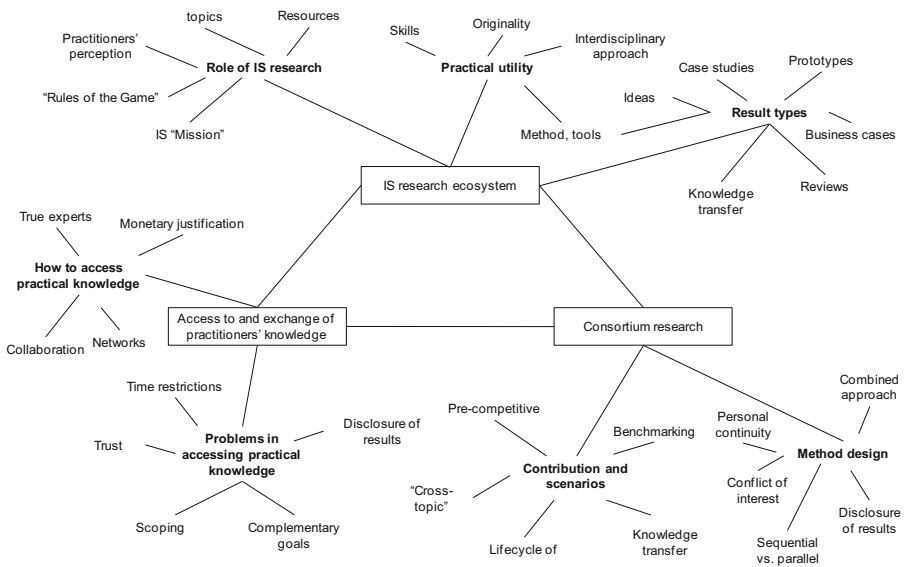 topics
Resources
Practitioners'
perception
Role of IS research
"Rules of the Game"
IS "Mission"
Skills
Originality
Practical utility
Interdisciplinary
approach
Method, tools
Case studies
Prototypes
Ideas
Result types
Business cases
Knowledge
transfer
Reviews
IS research ecosystem
True experts
Monetary justification
How to access
practical knowledge
Collaboration
Networks
Access to and exchange of
practitioners' knowledge
Consortium research
Time restrictions
Trust
Problems in
accessing practical
knowledge
Disclosure of
results
Scoping
Complementary
goals
Pre-competitive
Benchmarking
Contribution and
scenarios
"Cross-
topic"
Lifecycle of
Knowledge
transfer
Combined
approach
Personal
continuity
Method design
Conflict of
interest
Disclosure
of results
Sequential
vs. parallel